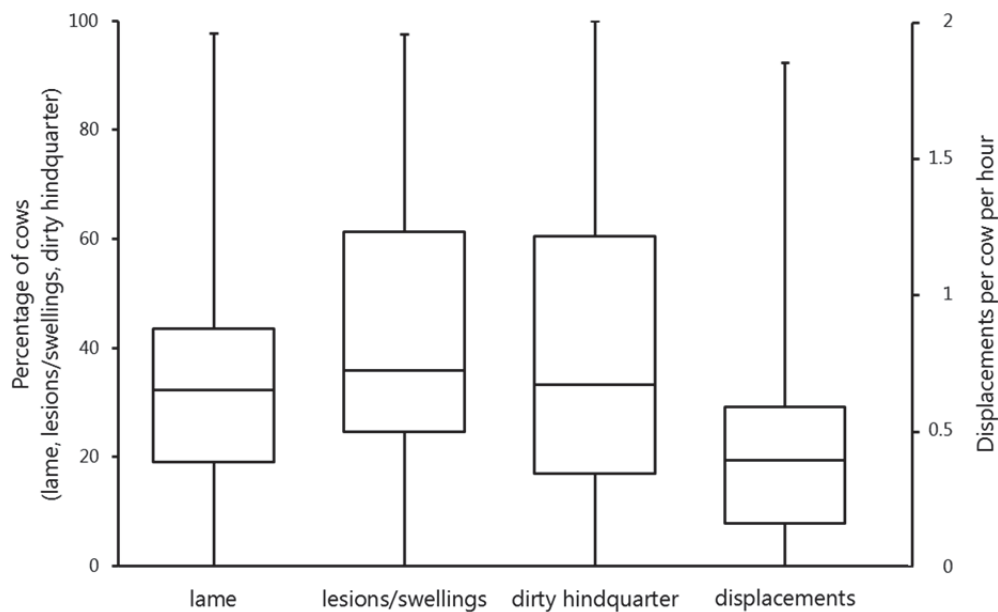 Percentage of cows
(lame, lesions/swellings, dirty hindquarter)
100
80
60
40
20
0
2
1.5
1
0.5
0
Displacements per cow per hour
lame
lesions/swellings
dirty hindquarter
displacements